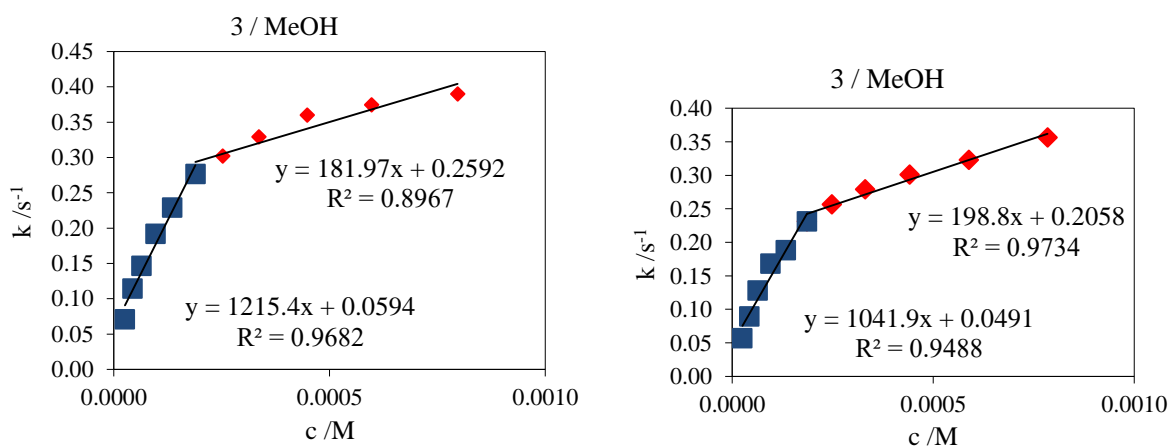 3 / MeOH
0.45
0.40
0.35
0.30
0.25
0.20
0.15
0.10
0.05
0.00
k /s⁻¹
y = 181.97x + 0.2592
R² = 0.8967
y = 1215.4x + 0.0594
R² = 0.9682
0.0000
0.0005
0.0010
c /M
3 / MeOH
0.40
0.35
0.30
0.25
0.20
0.15
0.10
0.05
0.00
k /s⁻¹
y = 198.8x + 0.2058
R² = 0.9734
y = 1041.9x + 0.0491
R² = 0.9488
0.0000
0.0005
0.0010
c /M